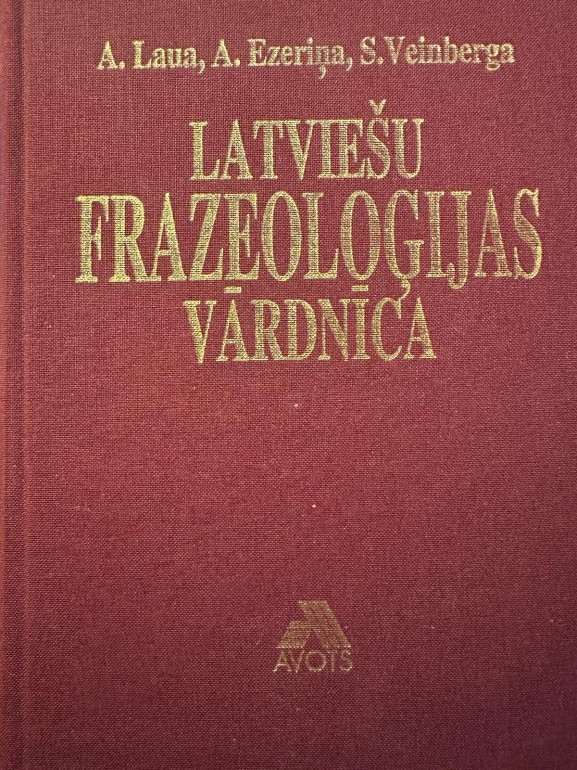 A. Laua, A. Ezeriņa, S. Veinberga
LATVIEŠU
FRAZEOLOĢIJAS
VĀRDNĪCA
AVOTS